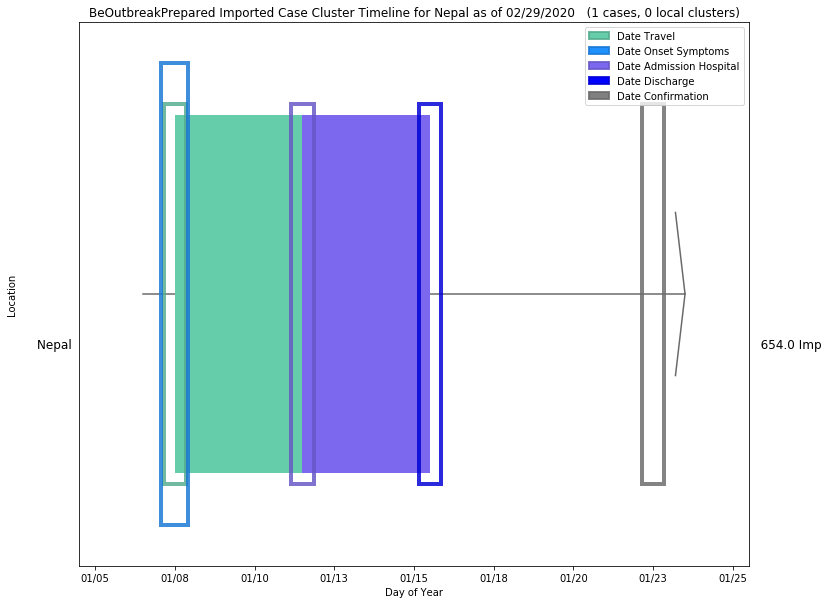 BeOutbreakPrepared Imported Case Cluster Timeline for Nepal as of 02/29/2020   (1 cases, 0 local clusters)
Date Travel
Date Onset Symptoms
Date Admission Hospital
Date Discharge
Date Confirmation
Location
Nepal
654.0 Imp
01/05 01/08 01/10 01/13 01/15 01/18 01/20 01/23 01/25
Day of Year